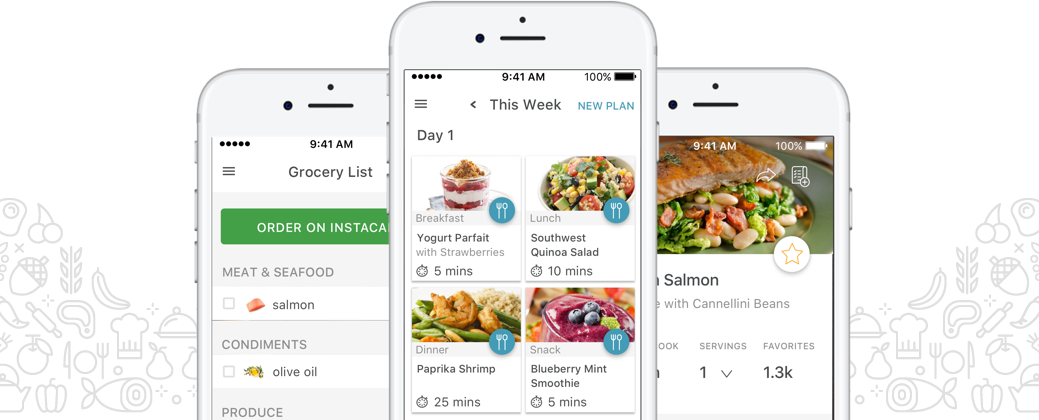 9:41 AM
Grocery List
ORDER ON INSTACA
MEAT & SEAFOOD
salmon
CONDIMENTS
olive oil
PRODUCE
9:41 AM 100%
This Week NEW PLAN
Day 1
Breakfast
Yogurt Parfait
with Strawberries
5 mins
Lunch
Southwest
Quinoa Salad
10 mins
Dinner
Paprika Shrimp
25 mins
Snack
Blueberry Mint
Smoothie
5 mins
9:41 AM 100%
Salmon
with Cannellini Beans
OOK SERVINGS FAVORITES
1 1.3k